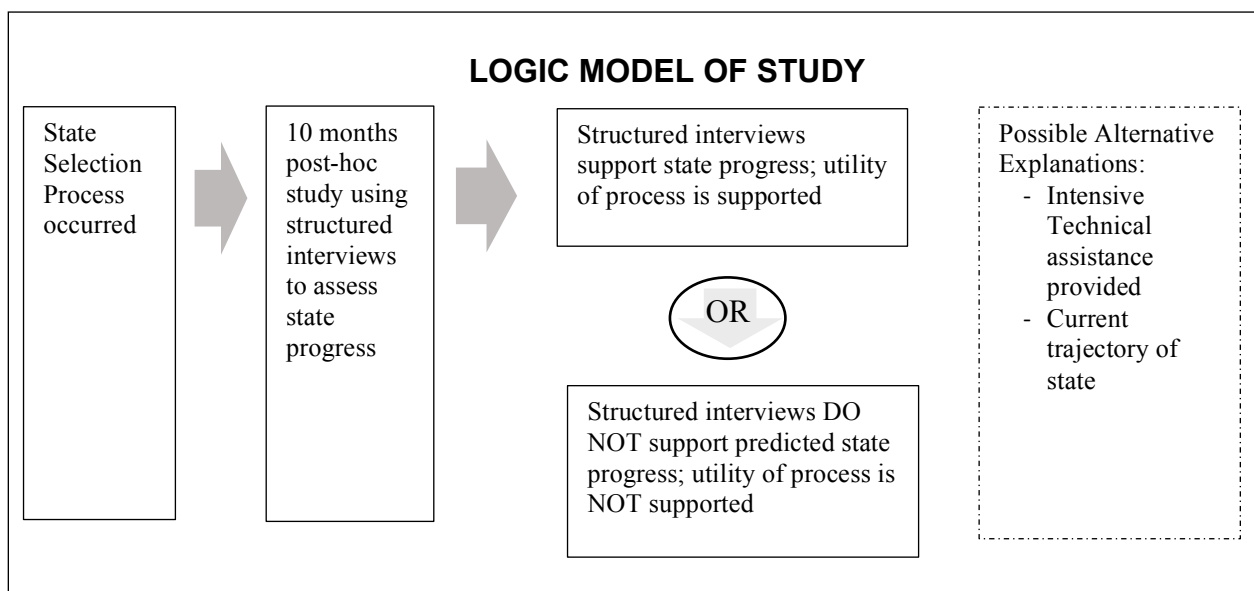 LOGIC MODEL OF STUDY
State
Selection
Process
occurred
10 months
post-hoc
study using
structured
interviews
to assess
state
progress
Structured interviews
support state progress; utility
of process is supported
OR
Structured interviews DO
NOT support predicted state
progress; utility of process is
NOT supported
Possible Alternative
Explanations:
- Intensive
Technical
assistance
provided
- Current
trajectory of
state